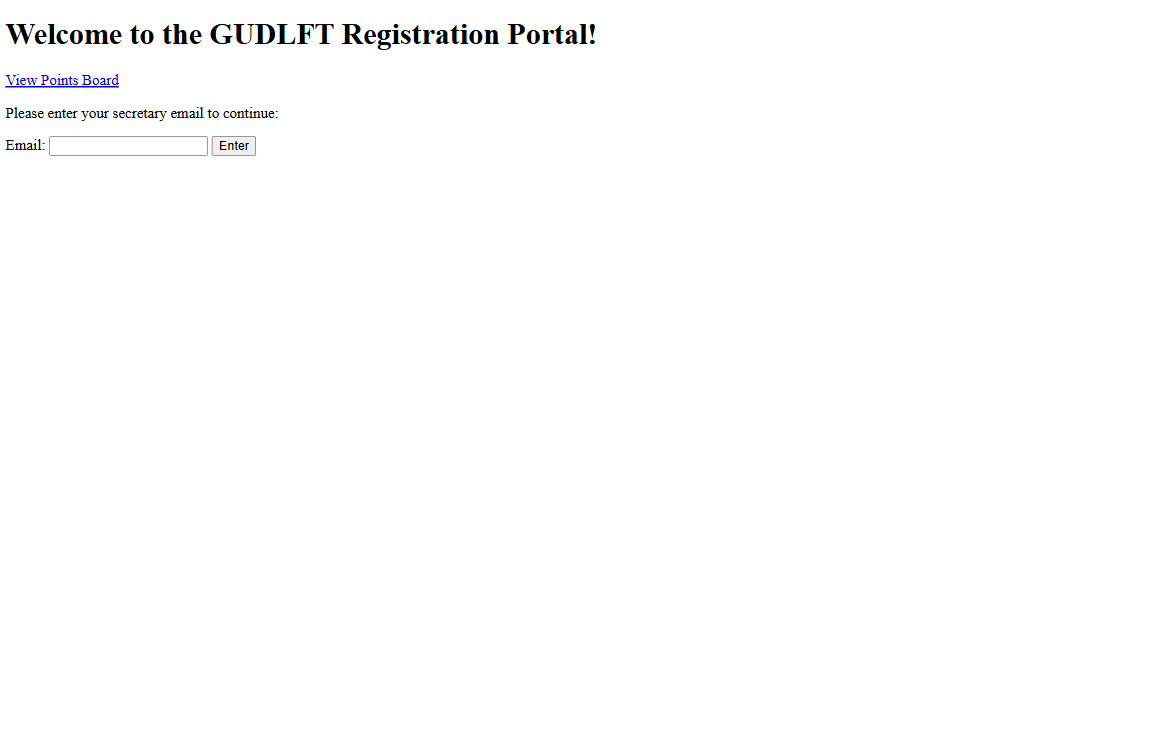 Welcome to the GUDLFT Registration Portal!
View Points Board
Please enter your secretary email to continue:
Email: Enter